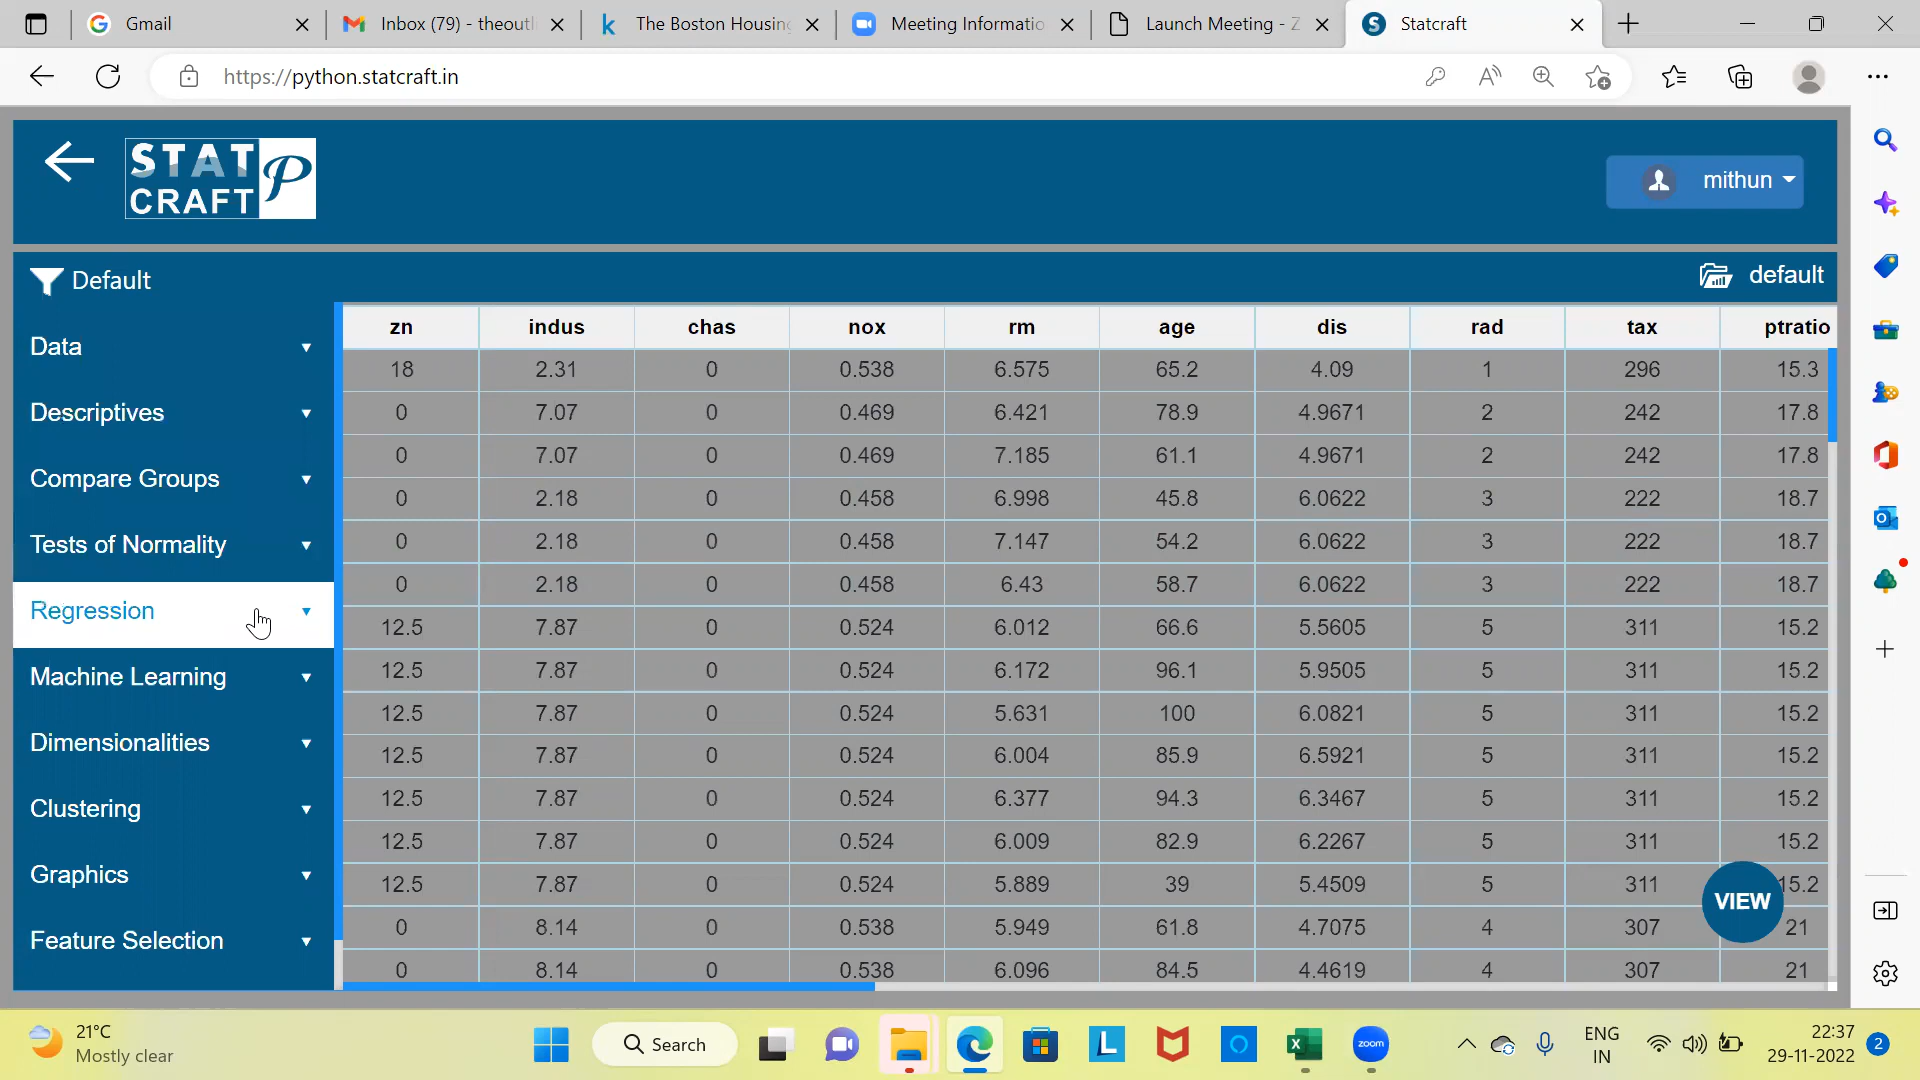 Gmail
Inbox (79) - theoutl
The Boston Housing
Meeting Informatio
Launch Meeting - Z
Statcraft
https://python.statcraft.in
STAT
CRAFT P
mithun
Default
default
Data
Descriptives
Compare Groups
Tests of Normality
Regression
Machine Learning
Dimensionalities
Clustering
Graphics
Feature Selection
zn indus chas nox rm age dis rad tax ptratio
18 2.31 0 0.538 6.575 65.2 4.09 1 296 15.3
0 7.07 0 0.469 6.421 78.9 4.9671 2 242 17.8
0 7.07 0 0.469 7.185 61.1 4.9671 2 242 17.8
0 2.18 0 0.458 6.998 45.8 6.0622 3 222 18.7
0 2.18 0 0.458 7.147 54.2 6.0622 3 222 18.7
0 2.18 0 0.458 6.43 58.7 6.0622 3 222 18.7
12.5 7.87 0 0.524 6.012 66.6 5.5605 5 311 15.2
12.5 7.87 0 0.524 6.172 96.1 5.9505 5 311 15.2
12.5 7.87 0 0.524 5.631 100 6.0821 5 311 15.2
12.5 7.87 0 0.524 6.004 85.9 6.5921 5 311 15.2
12.5 7.87 0 0.524 6.377 94.3 6.3467 5 311 15.2
12.5 7.87 0 0.524 6.009 82.9 6.2267 5 311 15.2
12.5 7.87 0 0.524 5.889 39 5.4509 5 311 15.2
0 8.14 0 0.538 5.949 61.8 4.7075 4 307 21
0 8.14 0 0.538 6.096 84.5 4.4619 4 307 21
VIEW
21°C
Mostly clear
Search
zoom
ENG
IN
22:37
29-11-2022
2